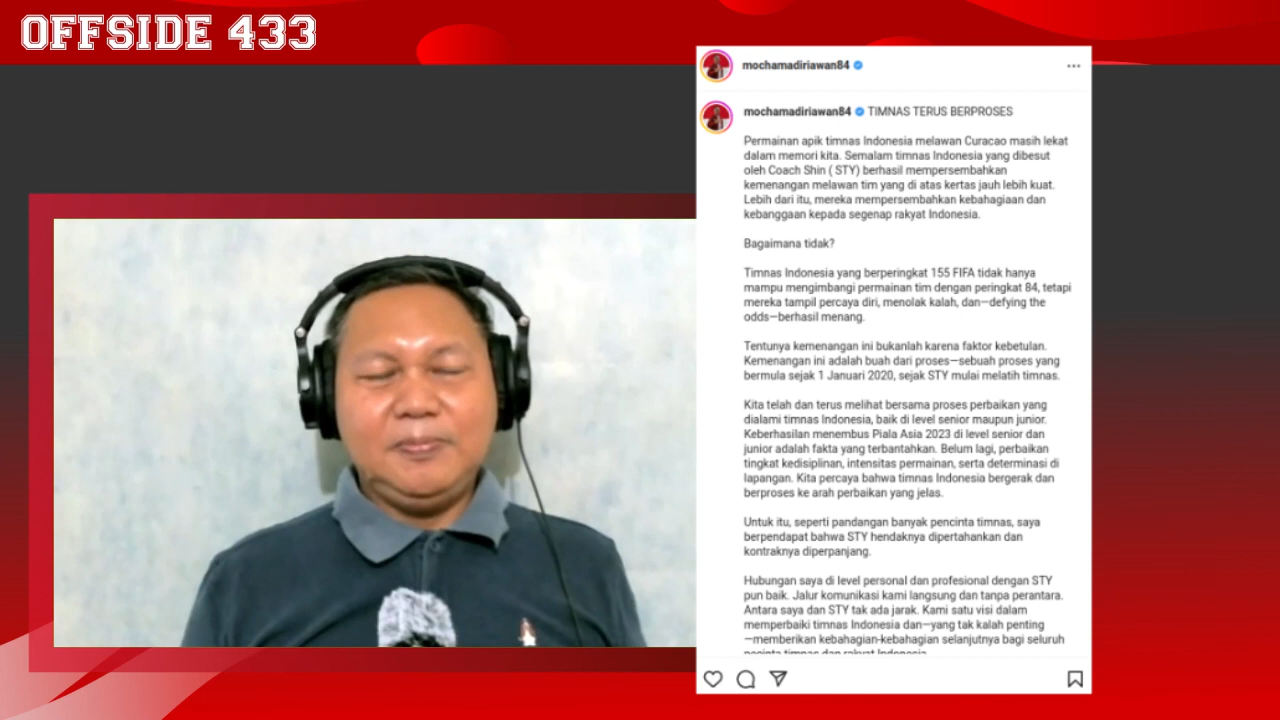 OFFSIDE 433
mochamadiriawan84
mochamadiriawan84 TIMNAS TERUS BERPROSES
Permainan apik timnas Indonesia melawan Curacao masih lekat
dalam memori kita. Semalam timnas Indonesia yang dibesut
oleh Coach Shin ( STY) berhasil mempersembahkan
kemenangan melawan tim yang di atas kertas jauh lebih kuat.
Lebih dari itu, mereka mempersembahkan kebahagiaan dan
kebanggaan kepada segenap rakyat Indonesia.
Bagaimana tidak?
Timnas Indonesia yang berperingkat 155 FIFA tidak hanya
mampu mengimbangi permainan tim dengan peringkat 84, tetapi
mereka tampil percaya diri, menolak kalah, dan—defying the
odds—berhasil menang.
Tentunya kemenangan ini bukanlah karena faktor kebetulan.
Kemenangan ini adalah buah dari proses—sebuah proses yang
bermula sejak 1 Januari 2020, sejak STY mulai melatih timnas.
Kita telah dan terus melihat bersama proses perbaikan yang
dialami timnas Indonesia, baik di level senior maupun junior.
Keberhasilan menembus Piala Asia 2023 di level senior dan
junior adalah fakta yang terbantahkan. Belum lagi, perbaikan
tingkat kedisiplinan, intensitas permainan, serta determinasi di
lapangan. Kita percaya bahwa timnas Indonesia bergerak dan
berproses ke arah perbaikan yang jelas.
Untuk itu, seperti pandangan banyak pencinta timnas, saya
berpendapat bahwa STY hendaknya dipertahankan dan
kontraknya diperpanjang.
Hubungan saya di level personal dan profesional dengan STY
pun baik. Jalur komunikasi kami langsung dan tanpa perantara.
Antara saya dan STY tak ada jarak. Kami satu visi dalam
memperbaiki timnas Indonesia dan—yang tak kalah penting
—memberikan kebahagian-kebahagian selanjutnya bagi seluruh
pecinta timnas dan rakyat Indonesia